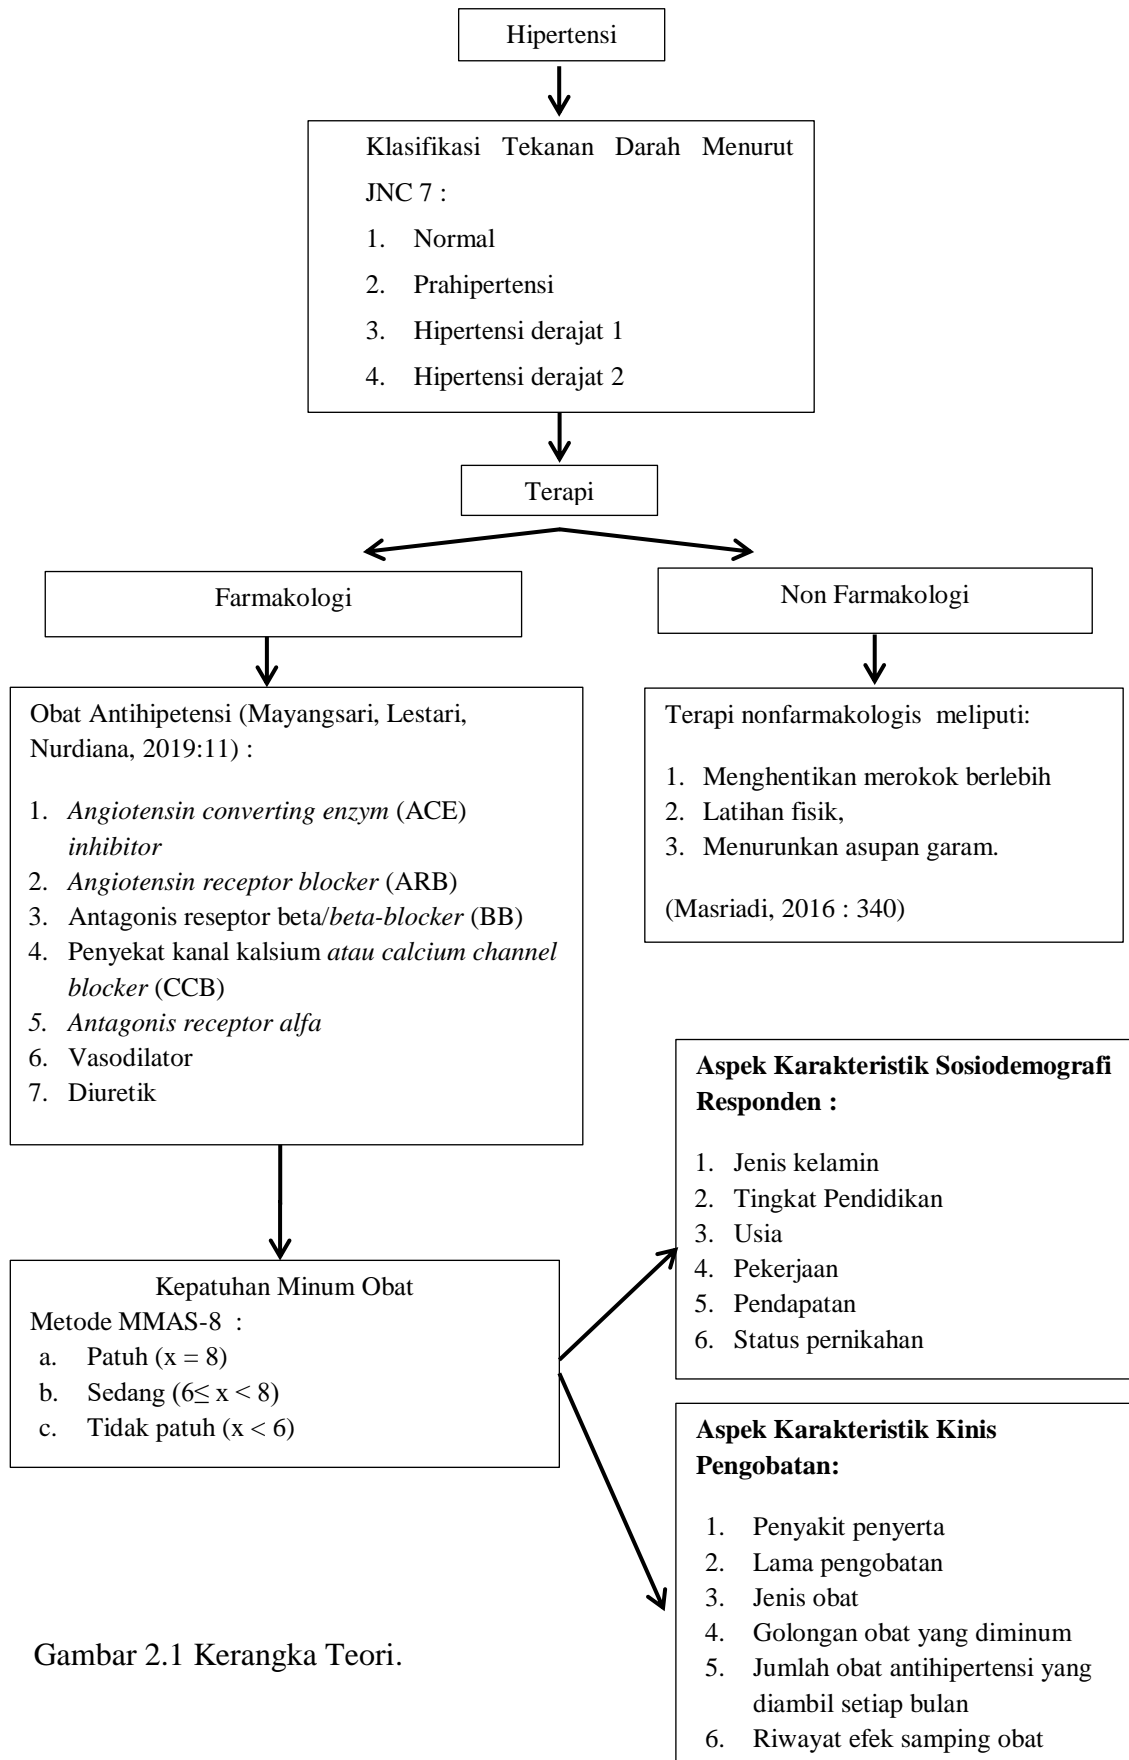 Hipertensi
Klasifikasi Tekanan Darah Menurut
JNC 7 :
1. Normal
2. Prahipertensi
3. Hipertensi derajat 1
4. Hipertensi derajat 2
Terapi
Farmakologi
Non Farmakologi
Obat Antihipetensi (Mayangsari, Lestari,
Nurdiana, 2019:11) :
1. Angiotensin converting enzym (ACE)
inhibitor
2. Angiotensin receptor blocker (ARB)
3. Antagonis reseptor beta/beta-blocker (BB)
4. Penyekat kanal kalsium atau calcium channel
blocker (CCB)
5. Antagonis receptor alfa
6. Vasodilator
7. Diuretik
Terapi nonfarmakologis meliputi:
1. Menghentikan merokok berlebih
2. Latihan fisik,
3. Menurunkan asupan garam.
(Masriadi, 2016 : 340)
Kepatuhan Minum Obat
Metode MMAS-8 :
a. Patuh (x = 8)
b. Sedang (6≤ x < 8)
c. Tidak patuh (x < 6)
Aspek Karakteristik Sosiodemografi
Responden :
1. Jenis kelamin
2. Tingkat Pendidikan
3. Usia
4. Pekerjaan
5. Pendapatan
6. Status pernikahan
Aspek Karakteristik Kinis
Pengobatan:
1. Penyakit penyerta
2. Lama pengobatan
3. Jenis obat
4. Golongan obat yang diminum
5. Jumlah obat antihipertensi yang
diambil setiap bulan
6. Riwayat efek samping obat
Gambar 2.1 Kerangka Teori.